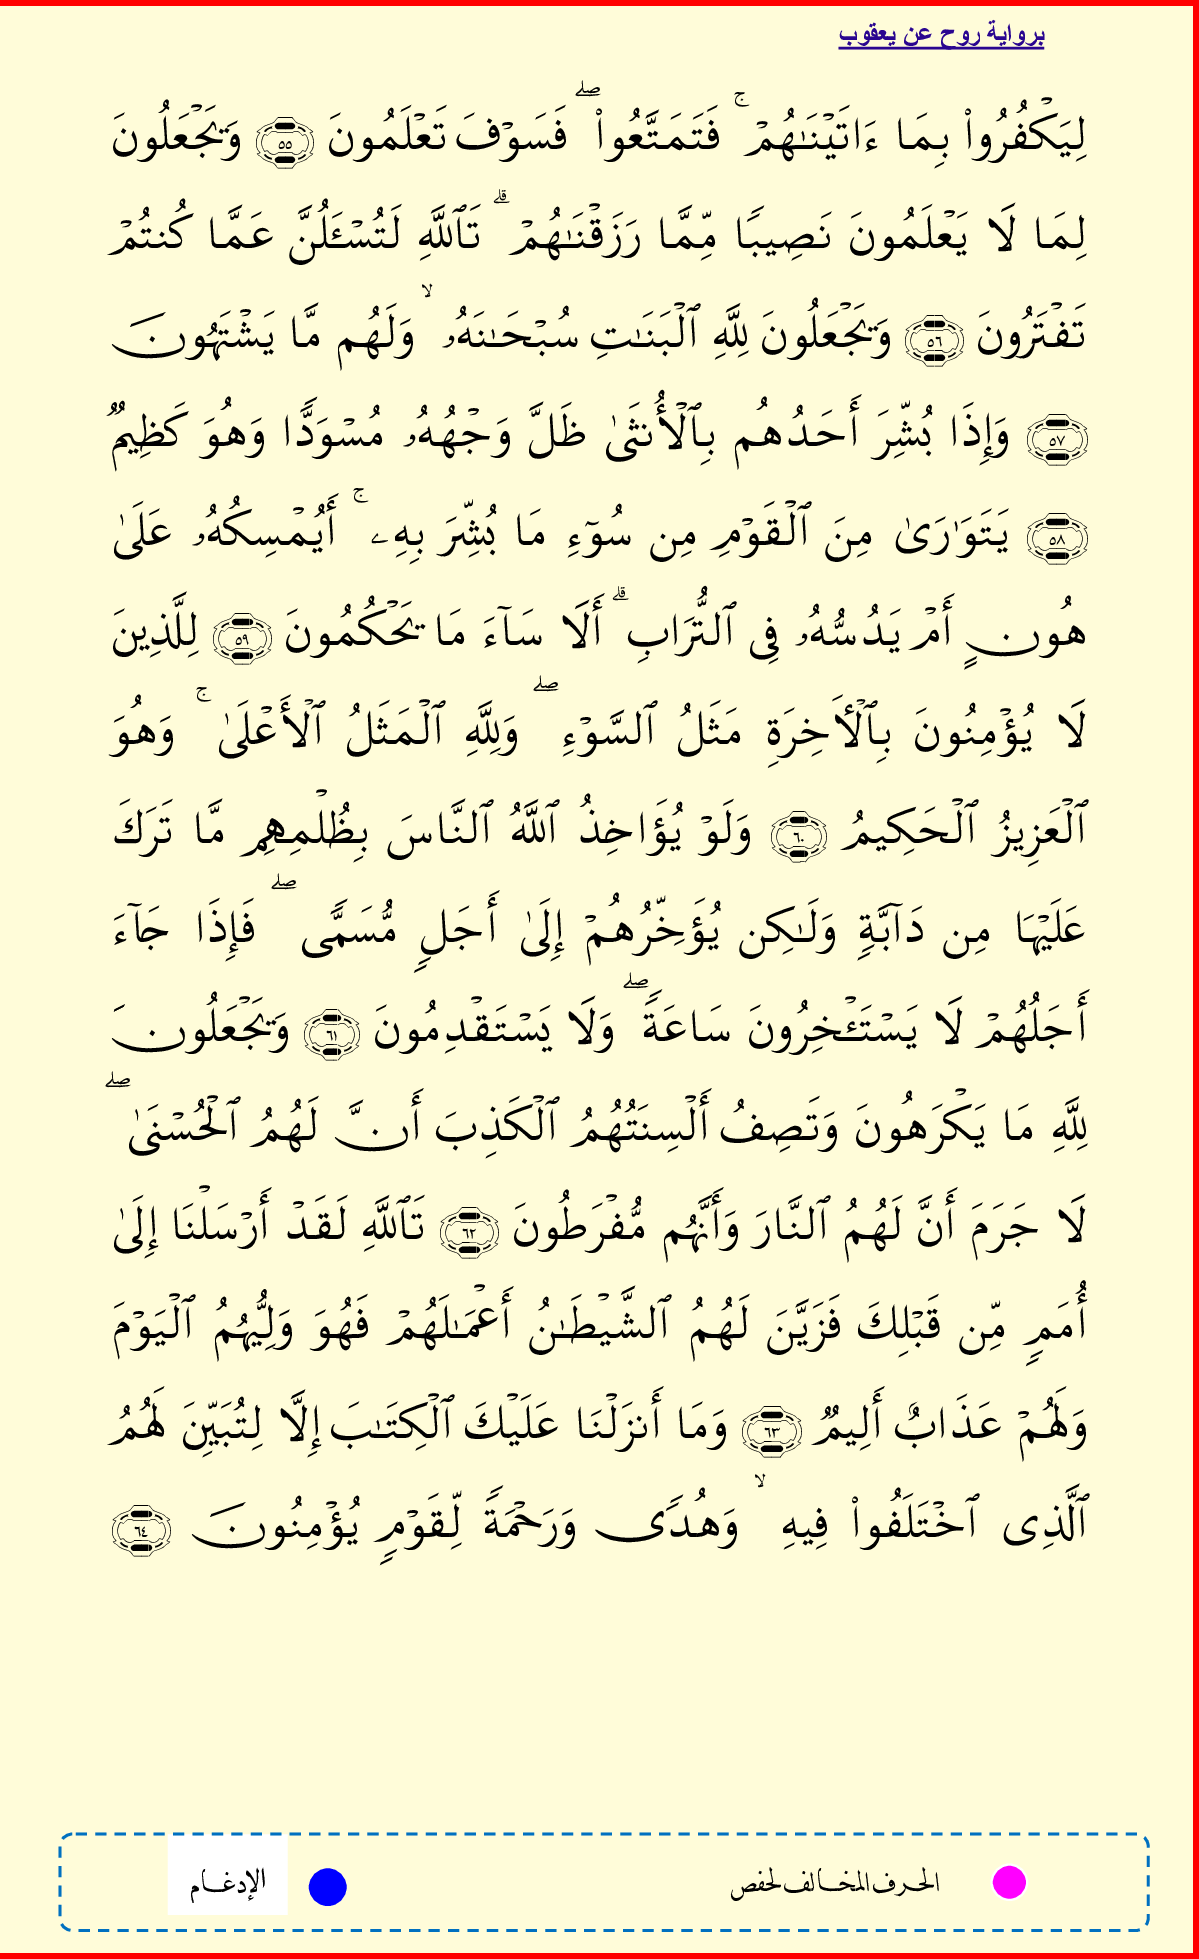 برواية روح عن يعقوب
لِيَكۡفُرُواْ بِمَآ ءَاتَيۡنَٰهُمۡۚ فَتَمَتَّعُواْۖ فَسَوۡفَ تَعۡلَمُونَ ٥٥ وَيَجۡعَلُونَ
لِمَا لَا يَعۡلَمُونَ نَصِيبٗا مِّمَّا رَزَقۡنَٰهُمۡۗ تَٱللَّهِ لَتُسۡـَٔلُنَّ عَمَّا كُنتُمۡ
تَفۡتَرُونَ ٥٦ وَيَجۡعَلُونَ لِلَّهِ ٱلۡبَنَٰتِ سُبۡحَٰنَهُۥ ۙ وَلَهُم مَّا يَشۡتَهُونَ
٥٧ وَإِذَا بُشِّرَ أَحَدُهُم بِٱلۡأُنثَىٰ ظَلَّ وَجۡهُهُۥ مُسۡوَدّٗا وَهُوَ كَظِيمٞ
٥٨ يَتَوَٰرَىٰ مِنَ ٱلۡقَوۡمِ مِن سُوٓءِ مَا بُشِّرَ بِهِۦٓۚ أَيُمۡسِكُهُۥ عَلَىٰ
هُونٍ أَمۡ يَدُسُّهُۥ فِي ٱلتُّرَابِۗ أَلَا سَآءَ مَا يَحۡكُمُونَ ٥٩ لِلَّذِينَ
لَا يُؤۡمِنُونَ بِٱلۡأٓخِرَةِ مَثَلُ ٱلسَّوۡءِۖ وَلِلَّهِ ٱلۡمَثَلُ ٱلۡأَعۡلَىٰۚ وَهُوَ
ٱلۡعَزِيزُ ٱلۡحَكِيمُ ٦٠ وَلَوۡ يُؤَاخِذُ ٱللَّهُ ٱلنَّاسَ بِظُلۡمِهِم مَّا تَرَكَ
عَلَيۡهَا مِن دَآبَّةٖ وَلَٰكِن يُؤَخِّرُهُمۡ إِلَىٰٓ أَجَلٖ مُّسَمّٗىۖ فَإِذَا جَآءَ
أَجَلُهُمۡ لَا يَسۡتَـٔۡخِرُونَ سَاعَةٗۖ وَلَا يَسۡتَقۡدِمُونَ ٦١ وَيَجۡعَلُونَ
لِلَّهِ مَا يَكۡرَهُونَ وَتَصِفُ أَلۡسِنَتُهُمُ ٱلۡكَذِبَ أَنَّ لَهُمُ ٱلۡحُسۡنَىٰۖ
لَا جَرَمَ أَنَّ لَهُمُ ٱلنَّارَ وَأَنَّهُم مُّفۡرَطُونَ ٦٢ تَٱللَّهِ لَقَدۡ أَرۡسَلۡنَا إِلَىٰٓ
أُمَمٖ مِّن قَبۡلِكَ فَزَيَّنَ لَهُمُ ٱلشَّيۡطَٰنُ أَعۡمَٰلَهُمۡ فَهُوَ وَلِيُّهُمُ ٱلۡيَوۡمَ
وَلَهُمۡ عَذَابٌ أَلِيمٞ ٦٣ وَمَا أَنزَلۡنَا عَلَيۡكَ ٱلۡكِتَٰبَ إِلَّا لِتُبَيِّنَ لَهُمُ
ٱلَّذِي ٱخۡتَلَفُواْ فِيهِ ۙ وَهُدٗى وَرَحۡمَةٗ لِّقَوۡمٖ يُؤۡمِنُونَ ٦٤
الحرف المخالف لحفص
الإدغام